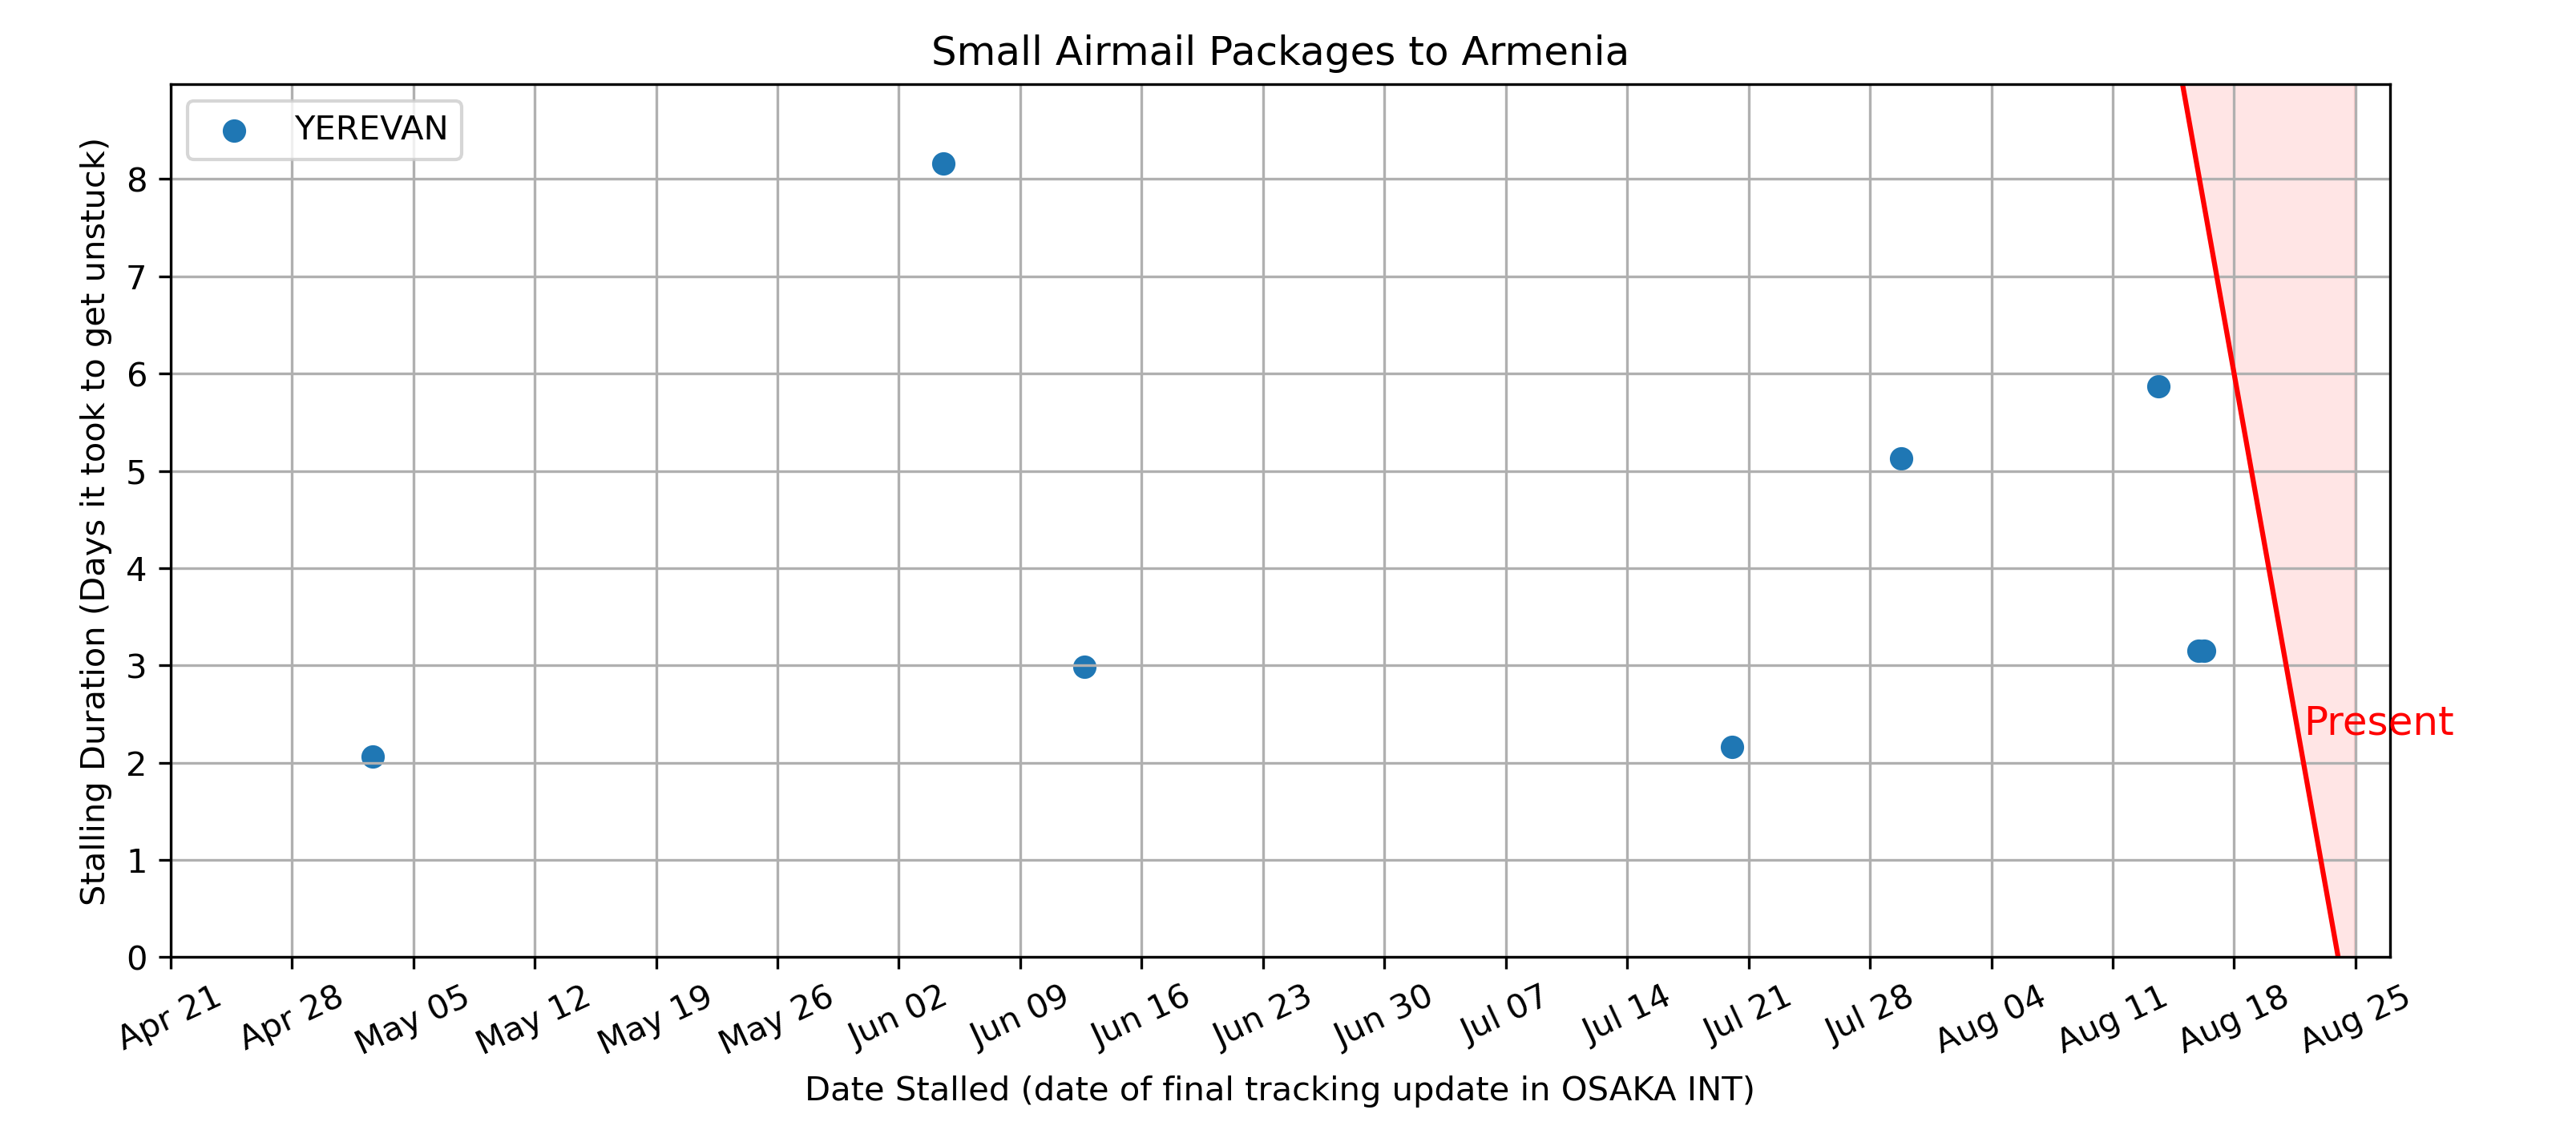 Small Airmail Packages to Armenia
YEREVAN
Stalling Duration (Days it took to get unstuck)
8
7
6
5
4
3
2
1
0
Present
Apr 21
Apr 28
May 05
May 12
May 19
May 26
Jun 02
Jun 09
Jun 16
Jun 23
Jun 30
Jul 07
Jul 14
Jul 21
Jul 28
Aug 04
Aug 11
Aug 18
Aug 25
Date Stalled (date of final tracking update in OSAKA INT)